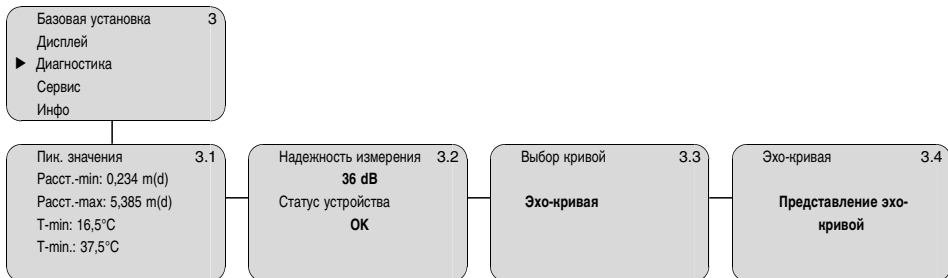 Базовая установка 3
Дисплей
▶ Диагностика
Сервис
Инфо
Пик. значения 3.1
Расст.-min: 0,234 m(d)
Расст.-max: 5,385 m(d)
T-min: 16,5°C
T-min.: 37,5°C
Надежность измерения 3.2
36 dB
Статус устройства
OK
Выбор кривой 3.3
Эхо-кривая
Эхо-кривая 3.4
Представление эхо-
кривой